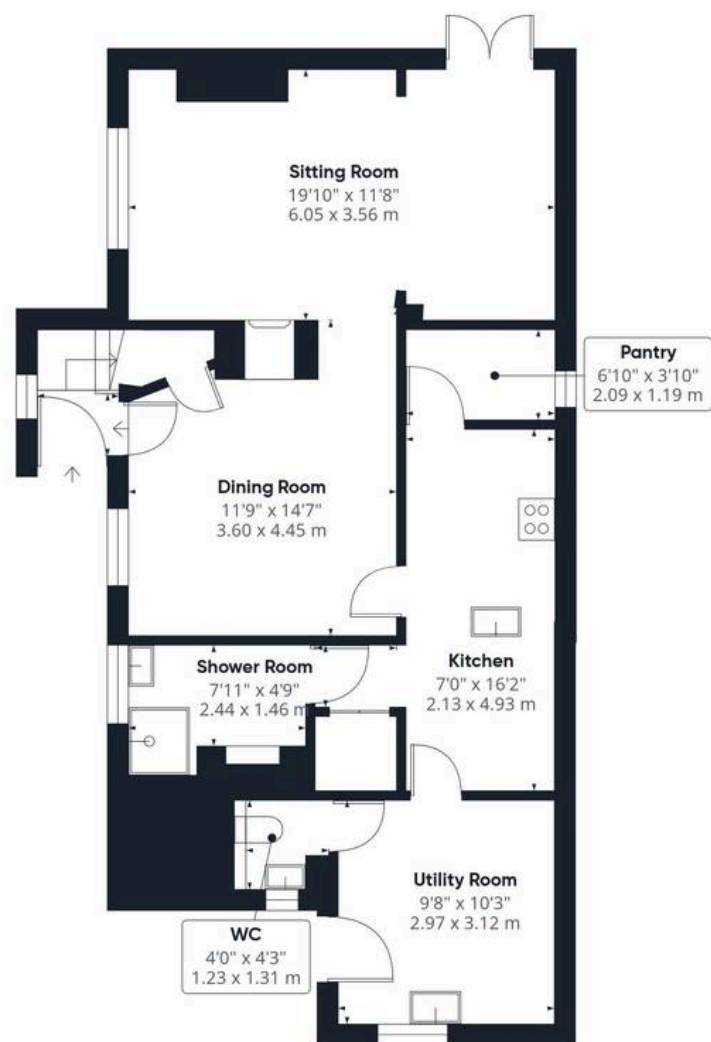 Sitting Room
19'10" x 11'8"
6.05 x 3.56 m
Pantry
6'10" x 3'10"
2.09 x 1.19 m
Dining Room
11'9" x 14'7"
3.60 x 4.45 m
Shower Room
7'11" x 4'9"
2.44 x 1.46 m
Kitchen
7'0" x 16'2"
2.13 x 4.93 m
Utility Room
9'8" x 10'3"
2.97 x 3.12 m
WC
4'0" x 4'3"
1.23 x 1.31 m